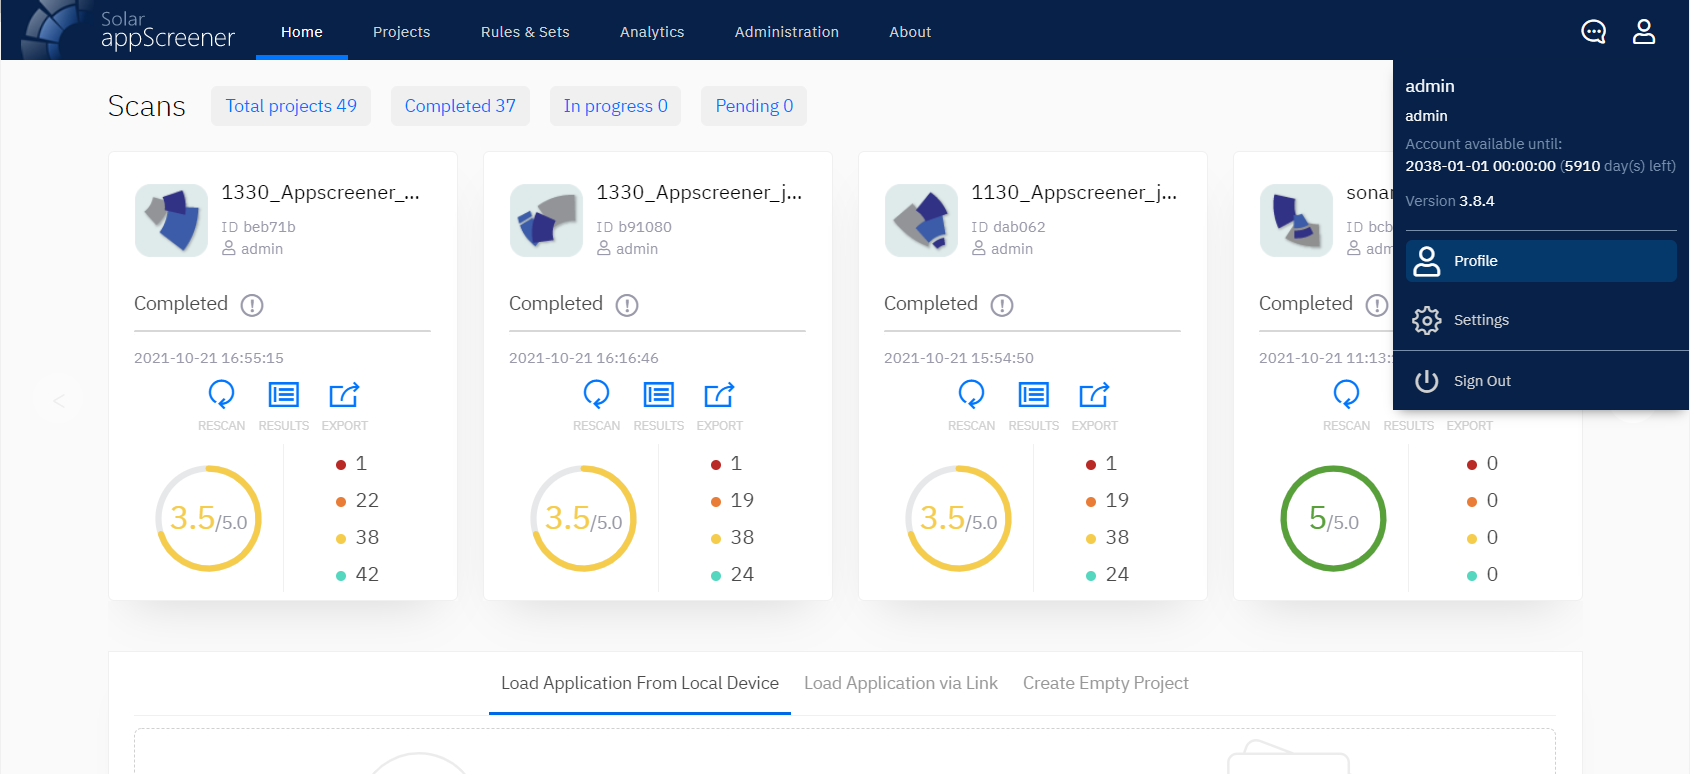 Solar
appScreener
Home
Projects
Rules & Sets
Analytics
Administration
About
admin
admin
Account available until:
2038-01-01 00:00:00 (5910 day(s) left)
Version 3.8.4
Profile
Settings
Sign Out
Scans
Total projects 49
Completed 37
In progress 0
Pending 0
1330_Appscreener_...
ID beb71b
admin
Completed
2021-10-21 16:55:15
RESCAN RESULTS EXPORT
3.5/5.0
1
22
38
42
1330_Appscreener_j...
ID b91080
admin
Completed
2021-10-21 16:16:46
RESCAN RESULTS EXPORT
3.5/5.0
1
19
38
24
1130_Appscreener_j...
ID dab062
admin
Completed
2021-10-21 15:54:50
RESCAN RESULTS EXPORT
3.5/5.0
1
19
38
24
sonar
ID bcb
adm
Completed
2021-10-21 11:13:
RESCAN RESULTS EXPORT
5/5.0
0
0
0
0
<
Load Application From Local Device
Load Application via Link
Create Empty Project